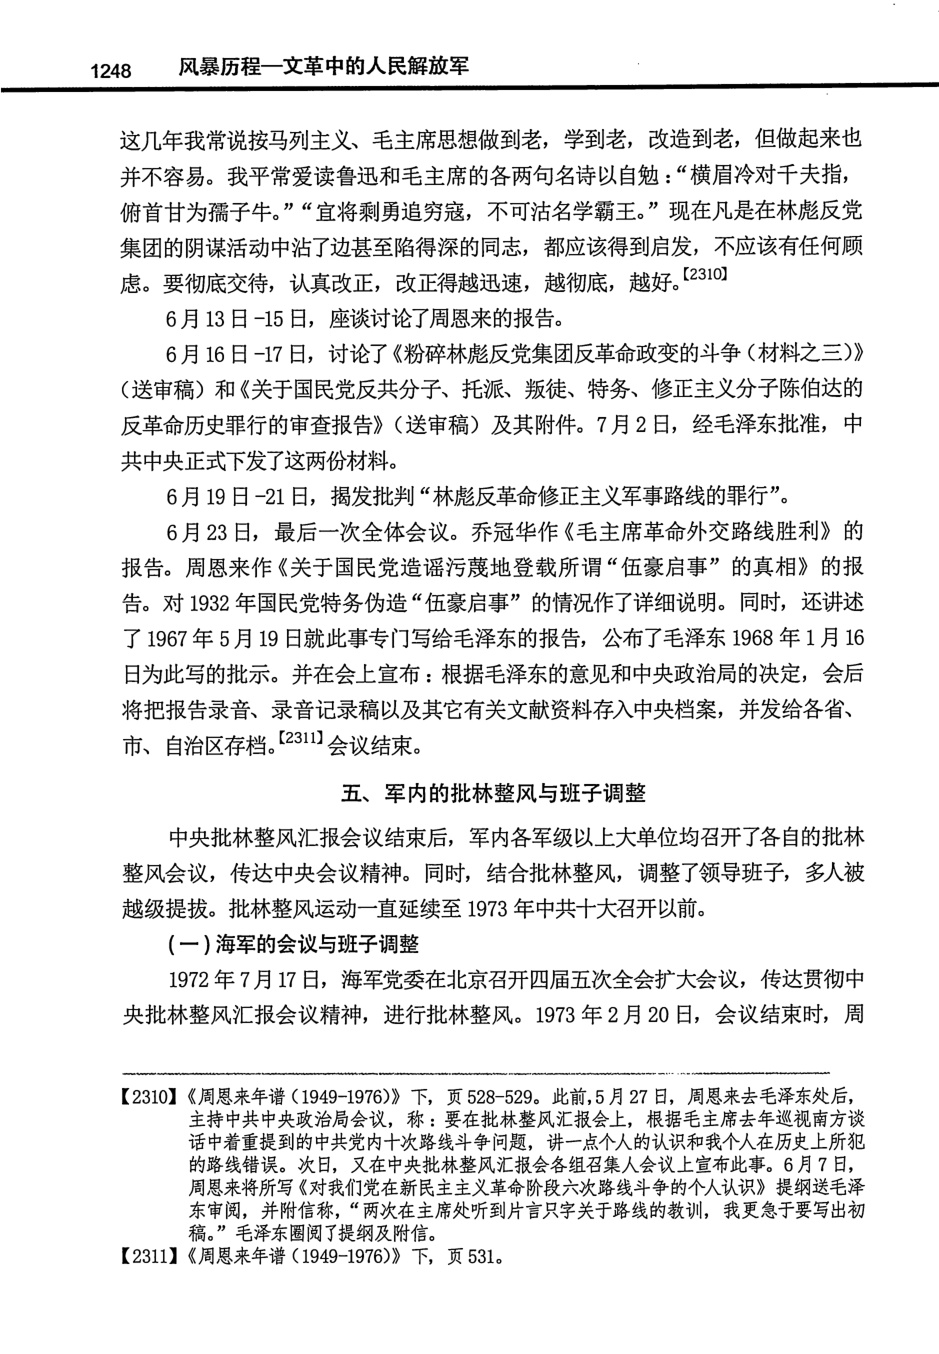 1248 风暴历程—文革中的人民解放军
这几年我常说按马列主义、毛主席思想做到老，学到老，改造到老，但做起来也
并不容易。我平常爱读鲁迅和毛主席的各两句名诗以自勉：“横眉冷对千夫指，
俯首甘为孺子牛。”“宜将剩勇追穷寇，不可沽名学霸王。”现在凡是在林彪反党
集团的阴谋活动中沾了边甚至陷得深的同志，都应该得到启发，不应该有任何顾
虑。要彻底交待，认真改正，改正得越迅速，越彻底，越好。【2310】
6月13日-15日，座谈讨论了周恩来的报告。
6月16日-17日，讨论了《粉碎林彪反党集团反革命政变的斗争（材料之三）》
（送审稿）和《关于国民党反共分子、托派、叛徒、特务、修正主义分子陈伯达的
反革命历史罪行的审查报告》（送审稿）及其附件。7月2日，经毛泽东批准，中
共中央正式下发了这两份材料。
6月19日-21日，揭发批判“林彪反革命修正主义军事路线的罪行”。
6月23日，最后一次全体会议。乔冠华作《毛主席革命外交路线胜利》的
报告。周恩来作《关于国民党造谣污蔑地登载所谓“伍豪启事”的真相》的报
告。对1932年国民党特务伪造“伍豪启事”的情况作了详细说明。同时，还讲述
了1967年5月19日就此事专门写给毛泽东的报告，公布了毛泽东1968年1月16
日为此写的批示。并在会上宣布：根据毛泽东的意见和中央政治局的决定，会后
将把报告录音、录音记录稿以及其它有关文献资料存入中央档案，并发给各省、
市、自治区存档。【2311】会议结束。
五、军内的批林整风与班子调整
中央批林整风汇报会议结束后，军内各军级以上大单位均召开了各自的批林
整风会议，传达中央会议精神。同时，结合批林整风，调整了领导班子，多人被
越级提拔。批林整风运动一直延续至1973年中共十大召开以前。
(一)海军的会议与班子调整
1972年7月17日，海军党委在北京召开四届五次全会扩大会议，传达贯彻中
央批林整风汇报会议精神，进行批林整风。1973年2月20日，会议结束时，周
【2310】《周恩来年谱（1949-1976)》下，页528-529。此前,5月27日，周恩来去毛泽东处后，
主持中共中央政治局会议，称：要在批林整风汇报会上，根据毛主席去年巡视南方谈
话中着重提到的中共党内十次路线斗争问题，讲一点个人的认识和我个人在历史上所犯
的路线错误。次日，又在中央批林整风汇报会各组召集人会议上宣布此事。6月7日，
周恩来将所写《对我们党在新民主主义革命阶段六次路线斗争的个人认识》提纲送毛泽
东审阅，并附信称，“两次在主席处听到片言只字关于路线的教训，我更急于要写出初
稿。”毛泽东圈阅了提纲及附信。
【2311】《周恩来年谱（1949-1976)》下，页531。